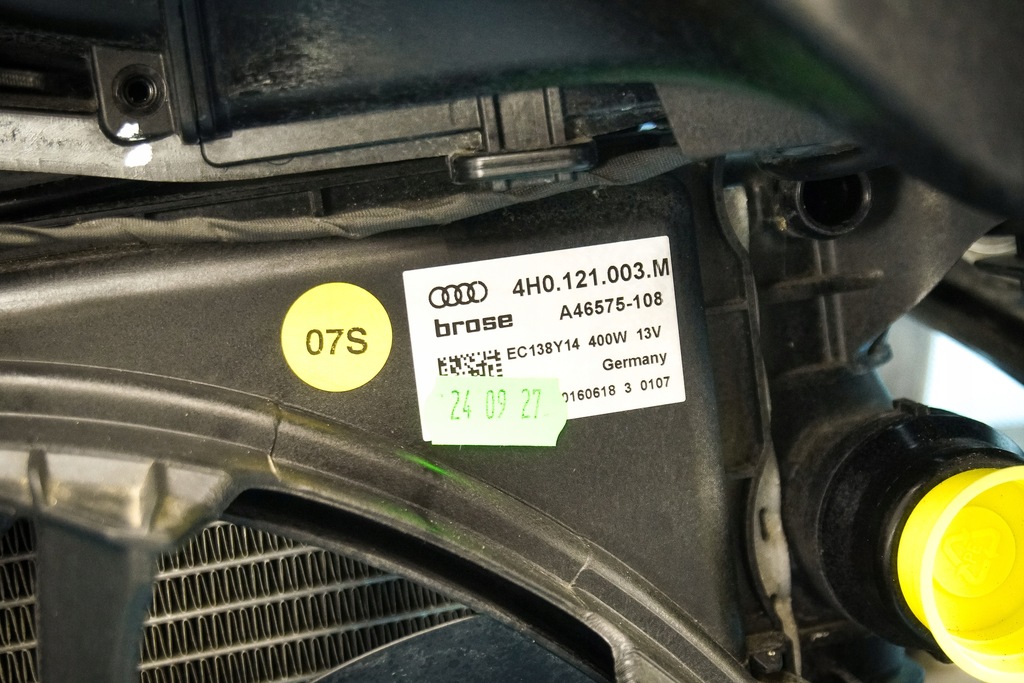 07S
4H0.121.003.M
A46575-108
brose
EC138Y14 400W 13V
Germany
0160618 3 0107
24 09 27